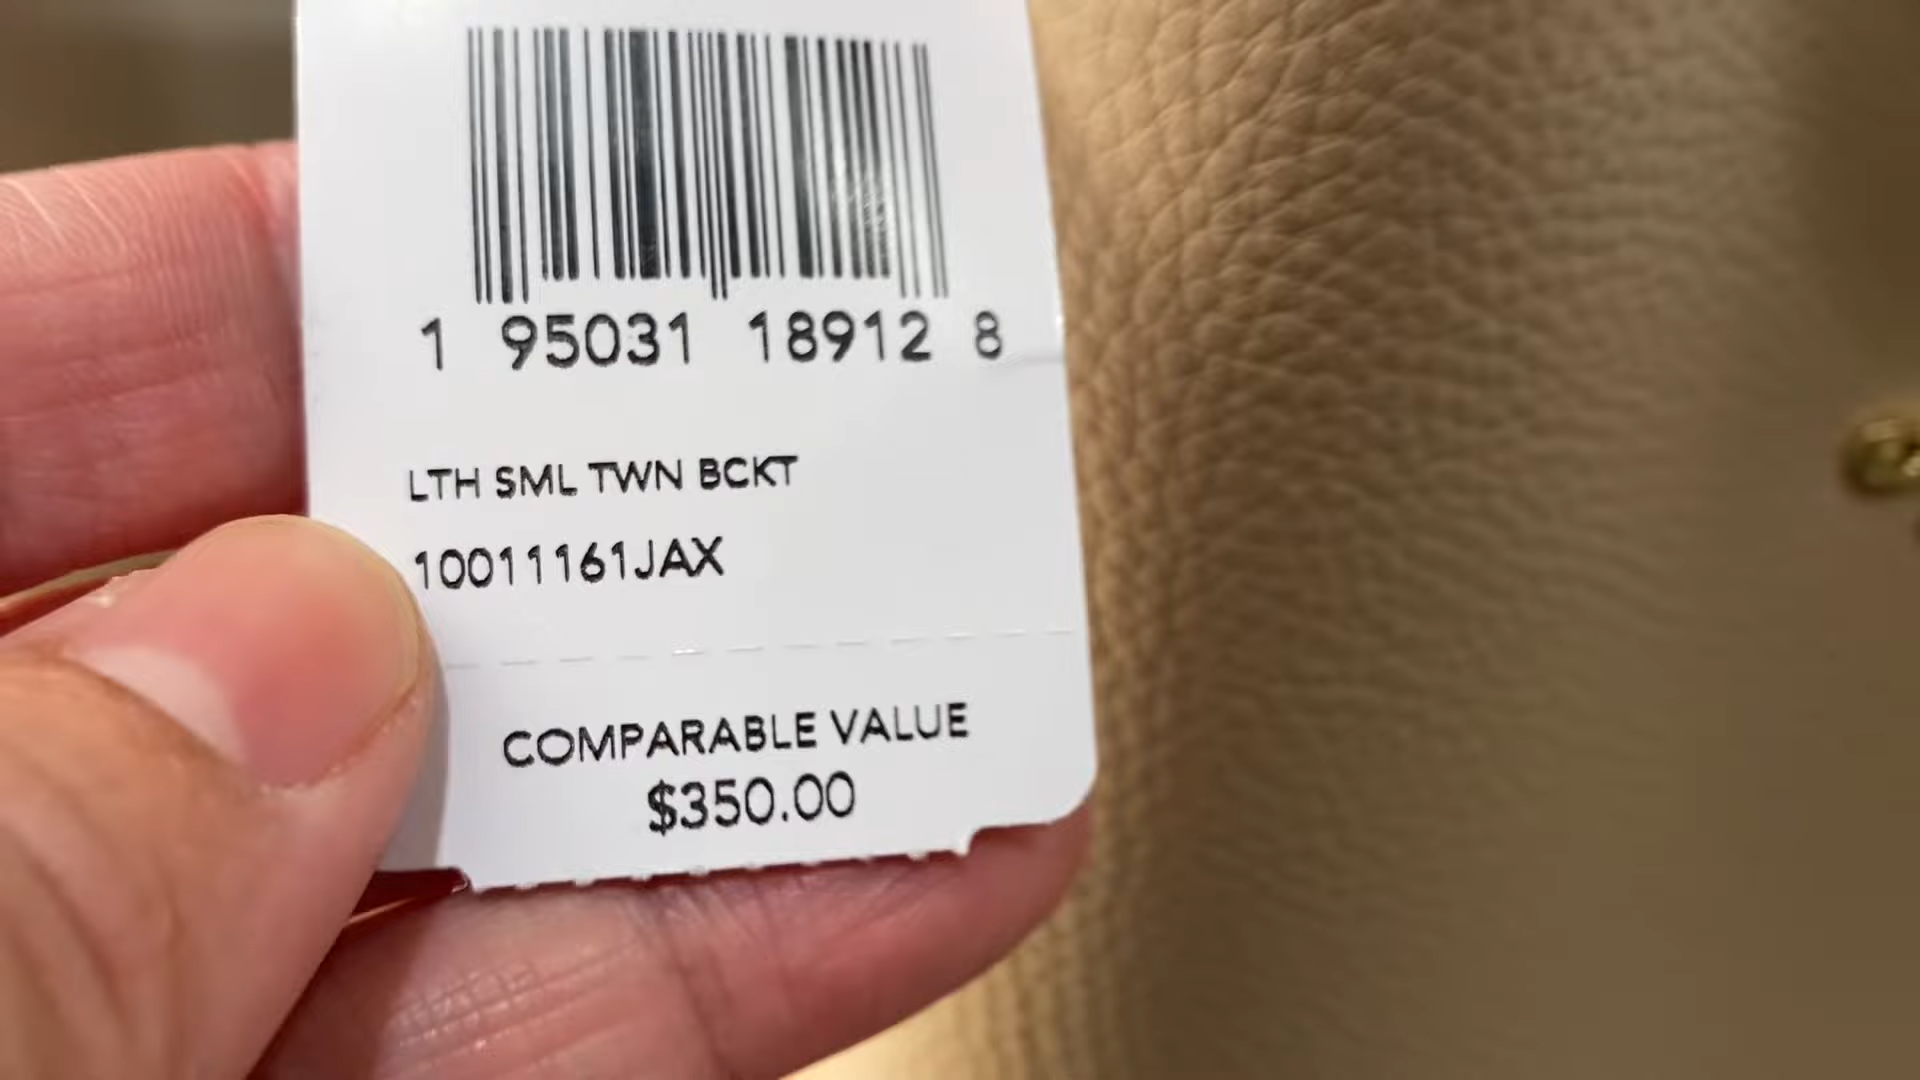 1 95031 18912 8
LTH SML TWN BCKT
10011161JAX
COMPARABLE VALUE
$350.00